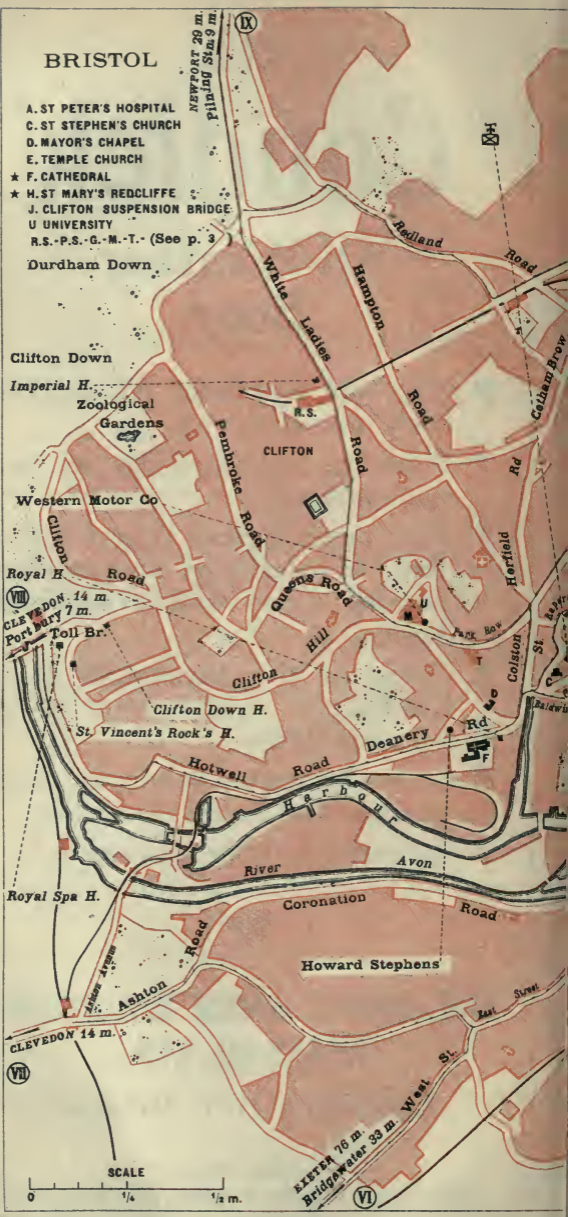 BRISTOL
A. ST PETER'S HOSPITAL
C. ST STEPHEN'S CHURCH
D. MAYOR'S CHAPEL
E. TEMPLE CHURCH
★ F. CATHEDRAL
★ H. ST MARY'S REDCLIFFE
J. CLIFTON SUSPENSION BRIDGE
U UNIVERSITY
R.S.-P.S.-G.-M.-T.- (See p. 3 )
NEWPORT 29 m.
Pilning Stn. 9 m.
IX
H
Durdham Down
Redland Road
White Ladies Road
Hampton Road
Cotham Brow
Clifton Down
Imperial H.
R.S.
Zoological
Gardens
Pembroke Road
CLIFTON
Western Motor Co
Clifton Road
Horfield Rd
Royal H.
VIII
CLEVEDON 14 m.
Portbury 7 m.
J
Toll Br.
Queens Road
U
M
Park Row
Colston St.
T
C
Baldwin
Clifton Hill
Clifton Down H.
D
St. Vincent's Rock's H.
Deanery Rd
F
Hotwell Road
Harbour
River Avon
Royal Spa H.
Coronation Road
Ashton Avenue
Ashton Road
Howard Stephens
East Street
CLEVEDON 14 m.
VII
West St.
EXETER 76 m.
Bridgewater 33 m.
VI
SCALE
0 1/4 1/2 m.